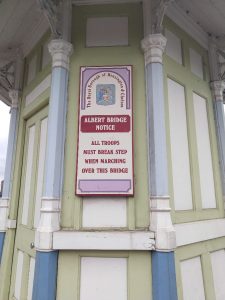 The Royal Borough of Kensington & Chelsea
ALBERT BRIDGE
NOTICE
ALL TROOPS
MUST BREAK STEP
WHEN MARCHING
OVER THIS BRIDGE